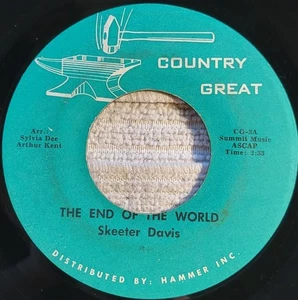 COUNTRY
GREAT
Arr.:
Sylvia Dee
Arthur Kent
CG-8A
Summit Music
ASCAP
Time: 2:33
THE END OF THE WORLD
Skeeter Davis
DISTRIBUTED BY: HAMMER INC.